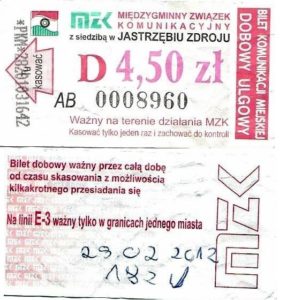 MZK MIĘDZYGMINNY ZWIĄZEK
KOMUNIKACYJNY
z siedzibą w JASTRZĘBIU ZDROJU
kasować
D 4,50 zł
AB 0008960
Ważny na terenie działania MZK
Kasować tylko jeden raz i zachować do kontroli
BILET KOMUNIKACJI MIEJSKIEJ
DOBOWY ULGOWY
Bilet dobowy ważny przez całą dobę
od czasu skasowania z możliwością
kilkakrotnego przesiadania się
Na linii E-3 ważny tylko w granicach jednego miasta
29.02.2012
MZK